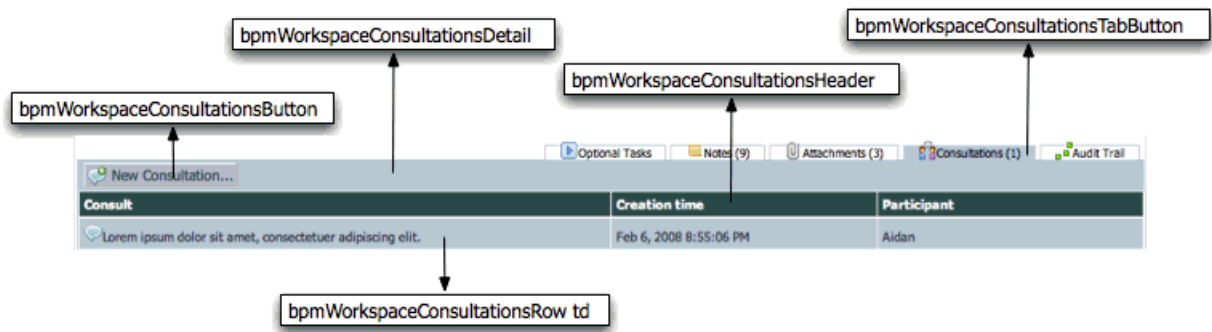 bpmWorkspaceConsultationsTabButton
bpmWorkspaceConsultationsDetail
bpmWorkspaceConsultationsHeader
bpmWorkspaceConsultationsButton
Optional Tasks Notes (9) Attachments (3) Consultations (1) Audit Trail
New Consultation...
Consult Creation time Participant
Lorem ipsum dolor sit amet, consectetuer adipiscing elit. Feb 6, 2008 8:55:06 PM Aidan
bpmWorkspaceConsultationsRow td